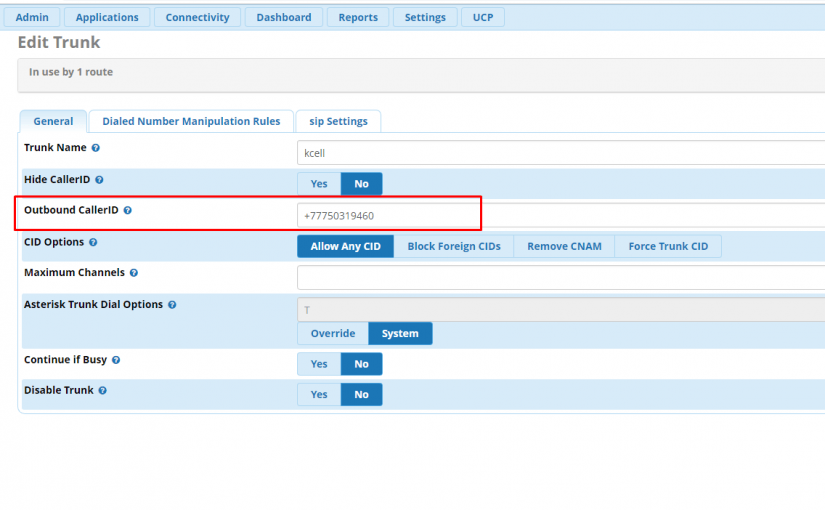 Admin Applications Connectivity Dashboard Reports Settings UCP
Edit Trunk
In use by 1 route
General Dialed Number Manipulation Rules sip Settings
Trunk Name kcell
Hide CallerID Yes No
Outbound CallerID +77750319460
CID Options Allow Any CID Block Foreign CIDs Remove CNAM Force Trunk CID
Maximum Channels
Asterisk Trunk Dial Options T
Override System
Continue if Busy Yes No
Disable Trunk Yes No